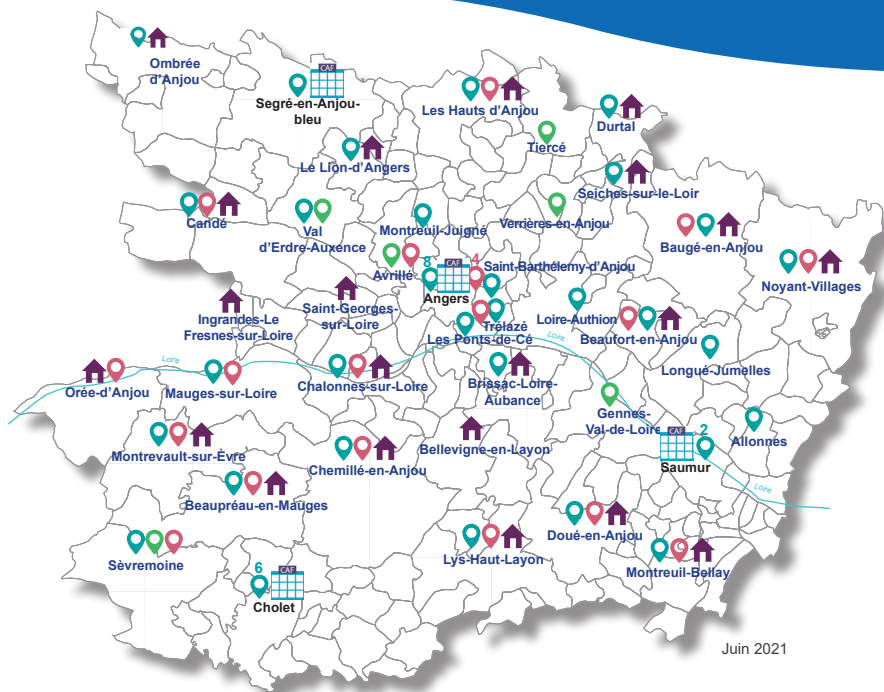 Ombrée
d'Anjou
CAF
Segré-en-Anjou-
bleu
Les Hauts d'Anjou
Durtal
Tiercé
Le Lion-d'Angers
Seiches-sur-le-Loir
Candé
Val
d'Erdre-Auxence
Montreuil-Juigné
Verrières-en-Anjou
Baugé-en-Anjou
Avrillé
8
CAF
4
Angers
Saint-Barthélemy-d'Anjou
Noyant-Villages
Ingrandes-Le
Fresnes-sur-Loire
Saint-Georges-
sur-Loire
Trélazé
Les Ponts-de-Cé
Loire-Authion
Beaufort-en-Anjou
Loire
Loire
Longué-Jumelles
Orée-d'Anjou
Mauges-sur-Loire
Chalonnes-sur-Loire
Brissac-Loire-
Aubance
Gennes-
Val-de-Loire
CAF
2
Saumur
Allonnes
Loire
Montrevault-sur-Èvre
Chemillé-en-Anjou
Bellevigne-en-Layon
Beaupréau-en-Mauges
Doué-en-Anjou
Sèvremoine
Lys-Haut-Layon
Montreuil-Bellay
6
CAF
Cholet
Juin 2021